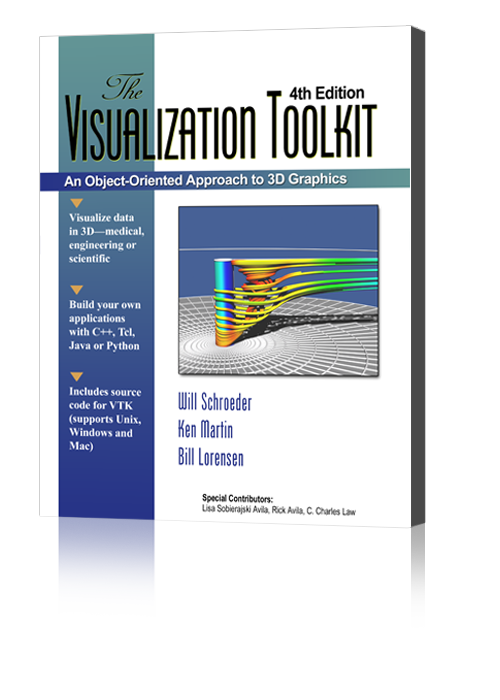 The
4th Edition
VISUALIZATION TOOLKIT
An Object-Oriented Approach to 3D Graphics
Visualize data
in 3D—medical,
engineering or
scientific
Build your own
applications
with C++, Tcl,
Java or Python
Includes source
code for VTK
(supports Unix,
Windows and
Mac)
Will Schroeder
Ken Martin
Bill Lorensen
Special Contributors:
Lisa Sobierajski Avila, Rick Avila, C. Charles Law